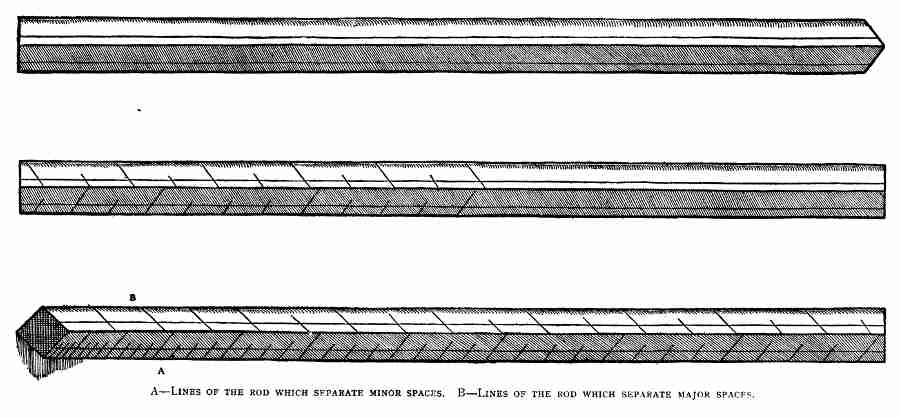 B
A
A—Lines of the rod which separate minor spaces. B—Lines of the rod which separate major spaces.